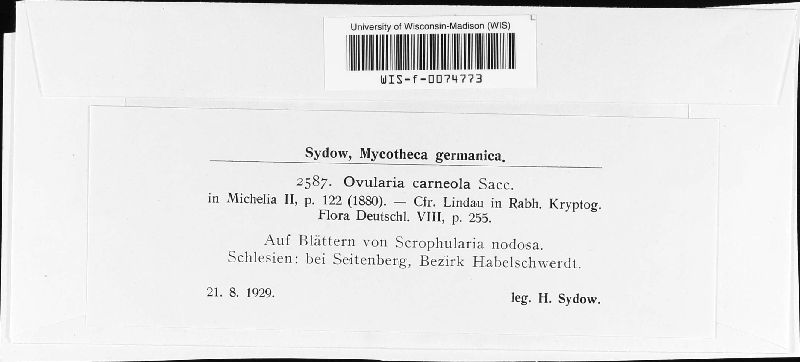 University of Wisconsin-Madison (WIS)
WIS-f-0074773
Sydow, Mycotheca germanica.
2587. Ovularia carneola Sacc.
in Michelia II, p. 122 (1880). — Cfr. Lindau in Rabh. Kryptog.
Flora Deutschl. VIII, p. 255.
Auf Blättern von Scrophularia nodosa.
Schlesien: bei Seitenberg, Bezirk Habelschwerdt.
21. 8. 1929. leg. H. Sydow.